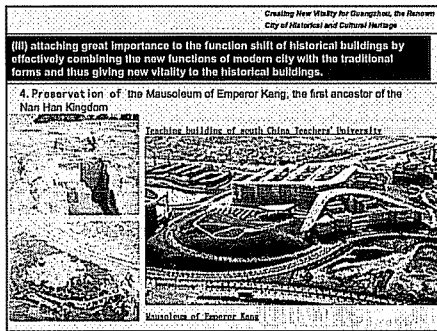 Creating New Vitality for Guangzhou, the Renown
City of Historical and Cultural Heritage
(III) attaching great importance to the function shift of historical buildings by
effectively combining the new functions of modern city with the traditional
forms and thus giving new vitality to the historical buildings.
4. Preservation of the Mausoleum of Emperor Kang, the first ancestor of the
Nan Han Kingdom
Teaching building of south China Teachers' University
Mausoleum of Emperor Kang